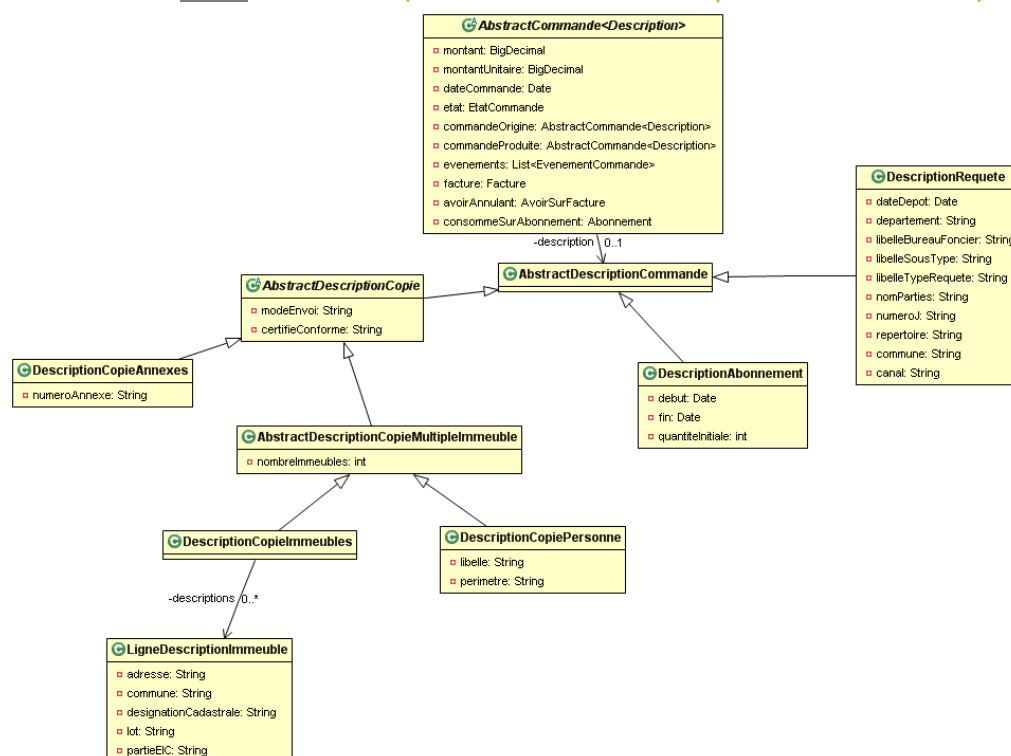 AbstractCommande<Description>
montant: BigDecimal
montantUnitaire: BigDecimal
dateCommande: Date
etat: EtatCommande
commandeOrigine: AbstractCommande<Description>
commandeProduite: AbstractCommande<Description>
evenements: List<EvenementCommande>
facture: Facture
avoirAnnulant: AvoirSurFacture
consommeSurAbonnement: Abonnement
-description 0..1
DescriptionRequete
dateDepot: Date
departement: String
libelleBureauFoncier: String
libelleSousType: String
libelleTypeRequete: String
nomParties: String
numeroJ: String
repertoire: String
commune: String
canal: String
AbstractDescriptionCommande
AbstractDescriptionCopie
modeEnvoi: String
certifieConforme: String
DescriptionCopieAnnexes
numeroAnnexe: String
DescriptionAbonnement
debut: Date
fin: Date
quantiteInitiale: int
AbstractDescriptionCopieMultipleImmeuble
nombreImmeubles: int
DescriptionCopieImmeubles
DescriptionCopiePersonne
libelle: String
perimetre: String
-descriptions 0..*
LigneDescriptionImmeuble
adresse: String
commune: String
designationCadastrale: String
lot: String
partieEIC: String